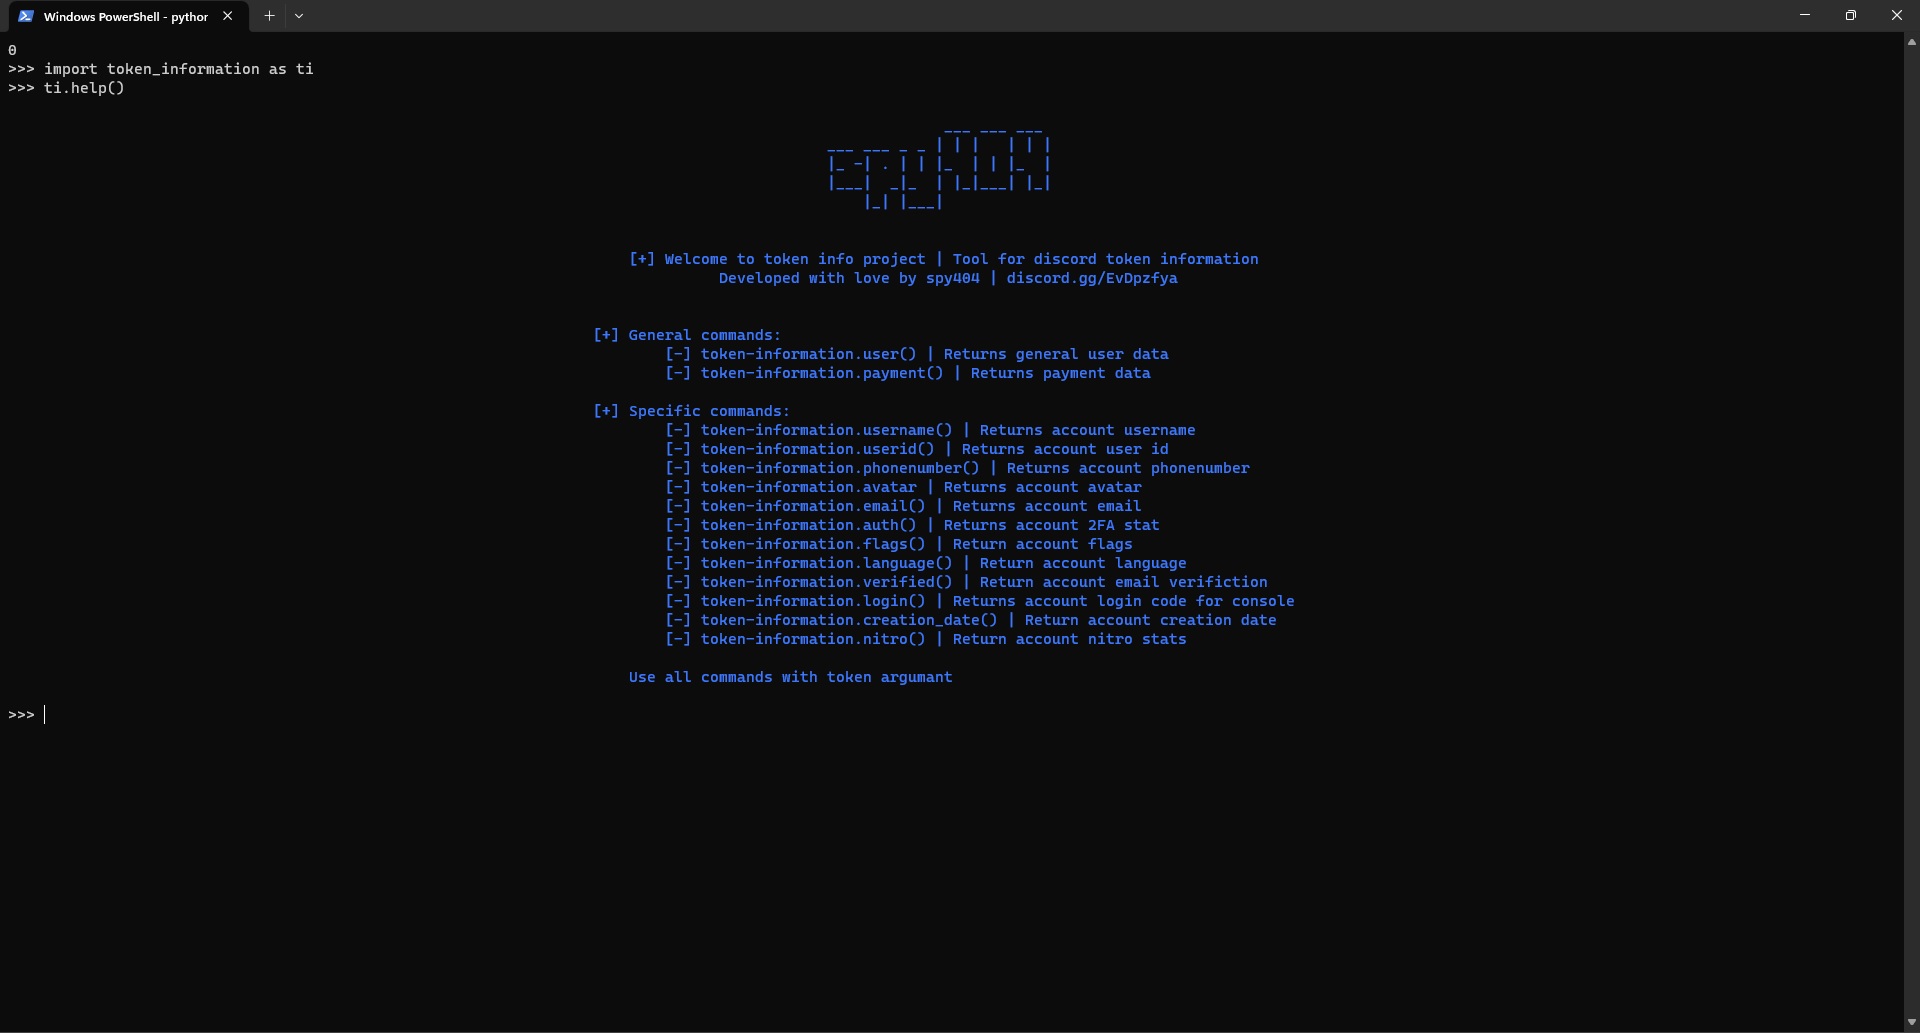 Windows PowerShell - python
0
>>> import token_information as ti
>>> ti.help()
spy404
[+] Welcome to token info project | Tool for discord token information
Developed with love by spy404 | discord.gg/EvDpzfya
[+] General commands:
[-] token-information.user() | Returns general user data
[-] token-information.payment() | Returns payment data
[+] Specific commands:
[-] token-information.username() | Returns account username
[-] token-information.userid() | Returns account user id
[-] token-information.phonenumber() | Returns account phonenumber
[-] token-information.avatar | Returns account avatar
[-] token-information.email() | Returns account email
[-] token-information.auth() | Returns account 2FA stat
[-] token-information.flags() | Return account flags
[-] token-information.language() | Return account language
[-] token-information.verified() | Return account email verifiction
[-] token-information.login() | Returns account login code for console
[-] token-information.creation_date() | Return account creation date
[-] token-information.nitro() | Return account nitro stats
Use all commands with token argumant
>>>